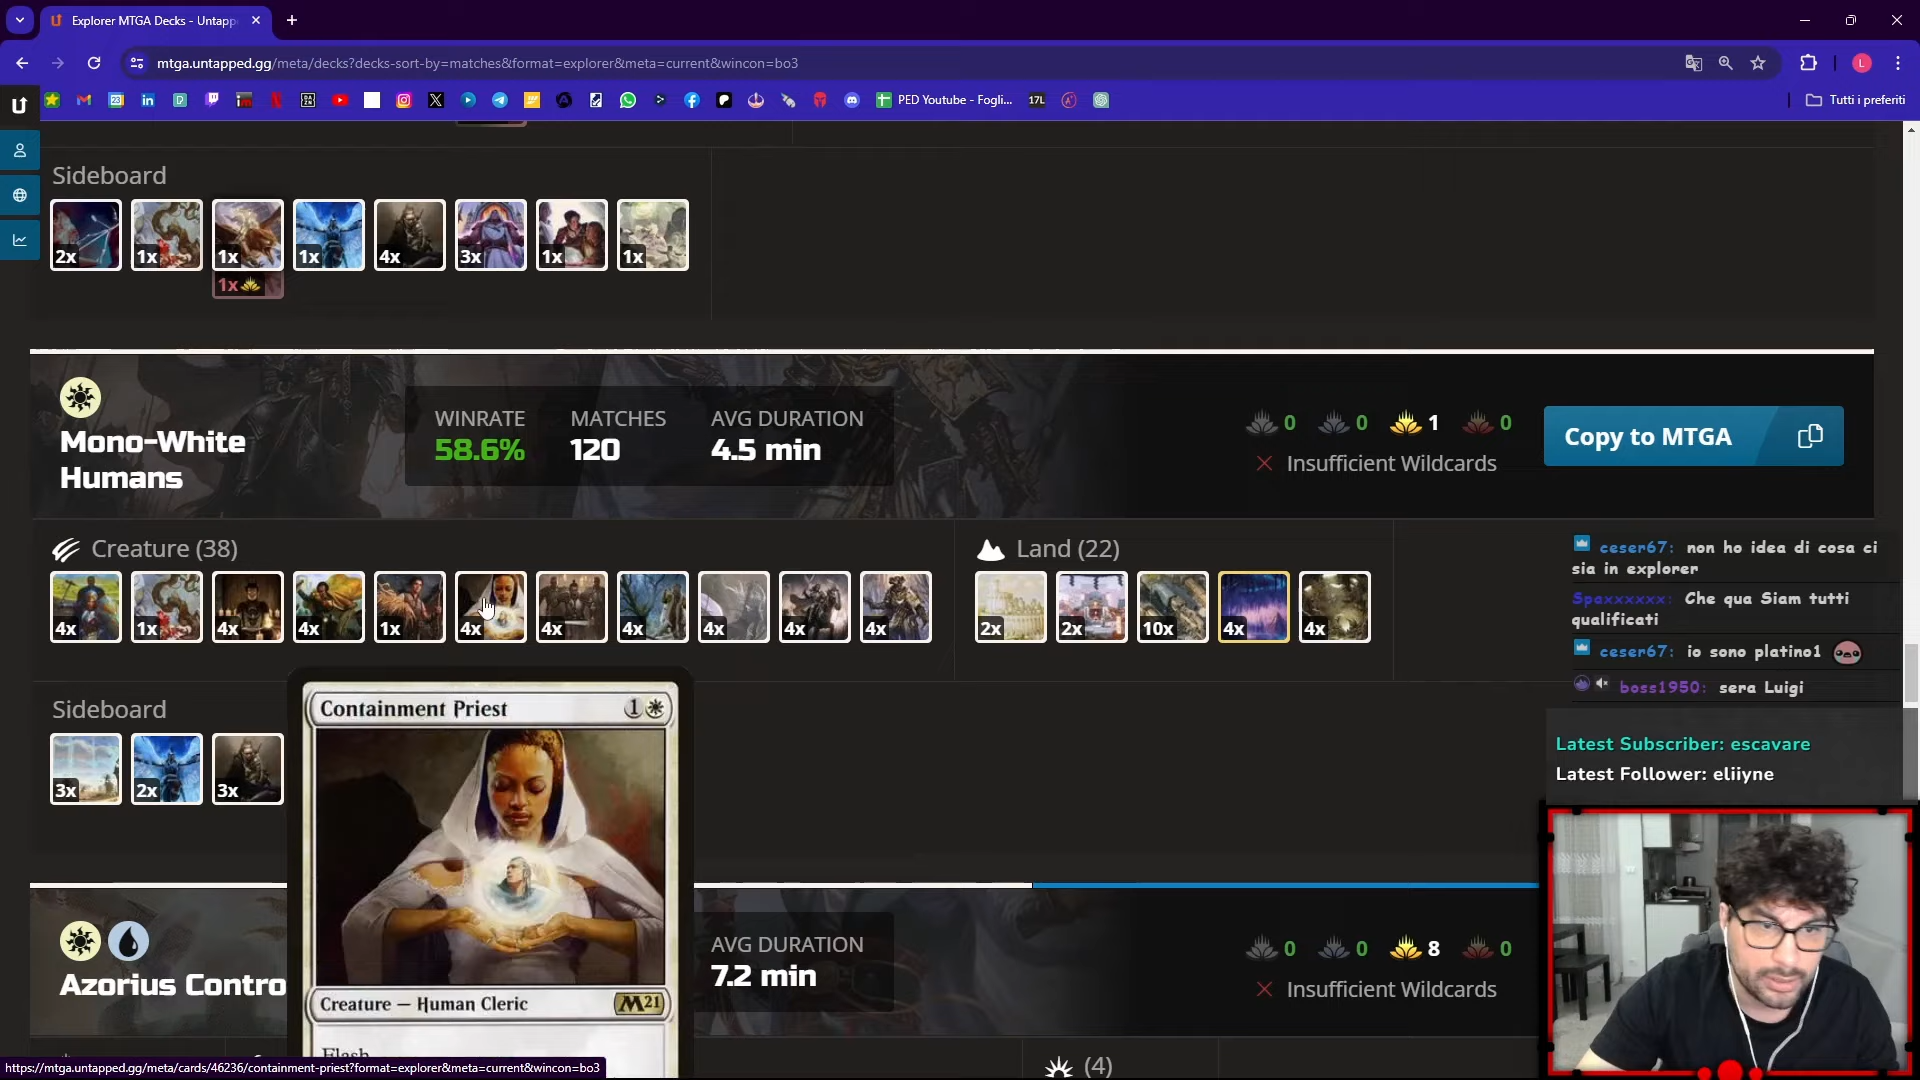 Explorer MTGA Decks - Untapp
mtga.untapped.gg/meta/decks?decks-sort-by=matches&format=explorer&meta=current&wincon=bo3
PED Youtube - Fogli...
17L
Tutti i preferiti
Sideboard
2x 1x 1x 1x 4x 3x 1x 1x
1x
Mono-White
Humans
WINRATE MATCHES AVG DURATION
58.6% 120 4.5 min
0 0 1 0
Insufficient Wildcards
Copy to MTGA
Creature (38)
4x 1x 4x 4x 1x 4x 4x 4x 4x 4x 4x
Land (22)
2x 2x 10x 4x 4x
ceser67: non ho idea di cosa ci
sia in explorer
Spaxxxxxx: Che qua Siam tutti
qualificati
ceser67: io sono platino1
boss1950: sera Luigi
Latest Subscriber: escavare
Latest Follower: eliiyne
Sideboard
3x 2x 3x
Containment Priest 1
Creature — Human Cleric M21
Flash
Azorius Contro
AVG DURATION
7.2 min
0 0 8 0
Insufficient Wildcards
(4)
https://mtga.untapped.gg/meta/cards/46236/containment-priest?format=explorer&meta=current&wincon=bo3